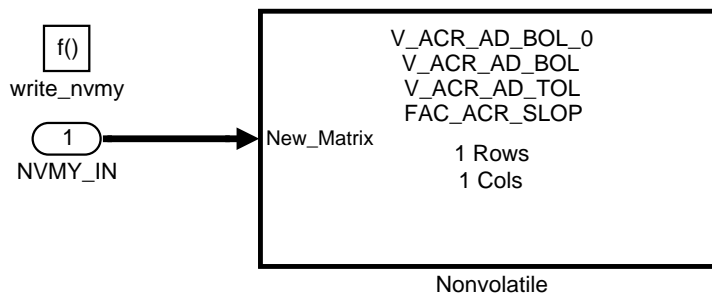 f()
write_nvmy
1
NVMY_IN
New_Matrix
V_ACR_AD_BOL_0
V_ACR_AD_BOL
V_ACR_AD_TOL
FAC_ACR_SLOP
1 Rows
1 Cols
Nonvolatile